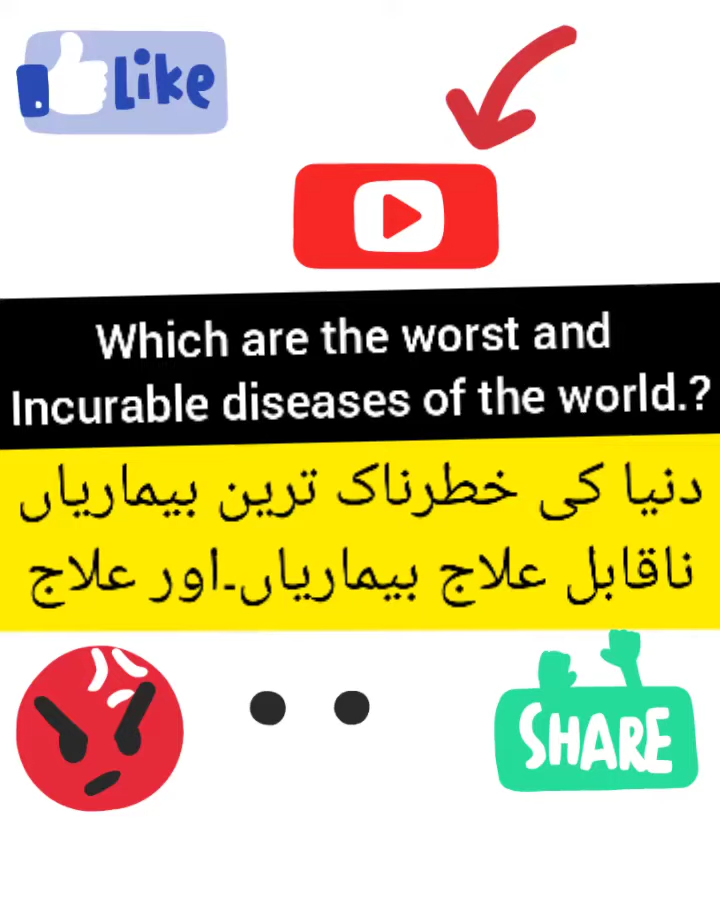 Like
Which are the worst and
Incurable diseases of the world.?
دنیا کی خطرناک ترین بیماریاں
ناقابل علاج بیماریاں۔اور علاج
SHARE